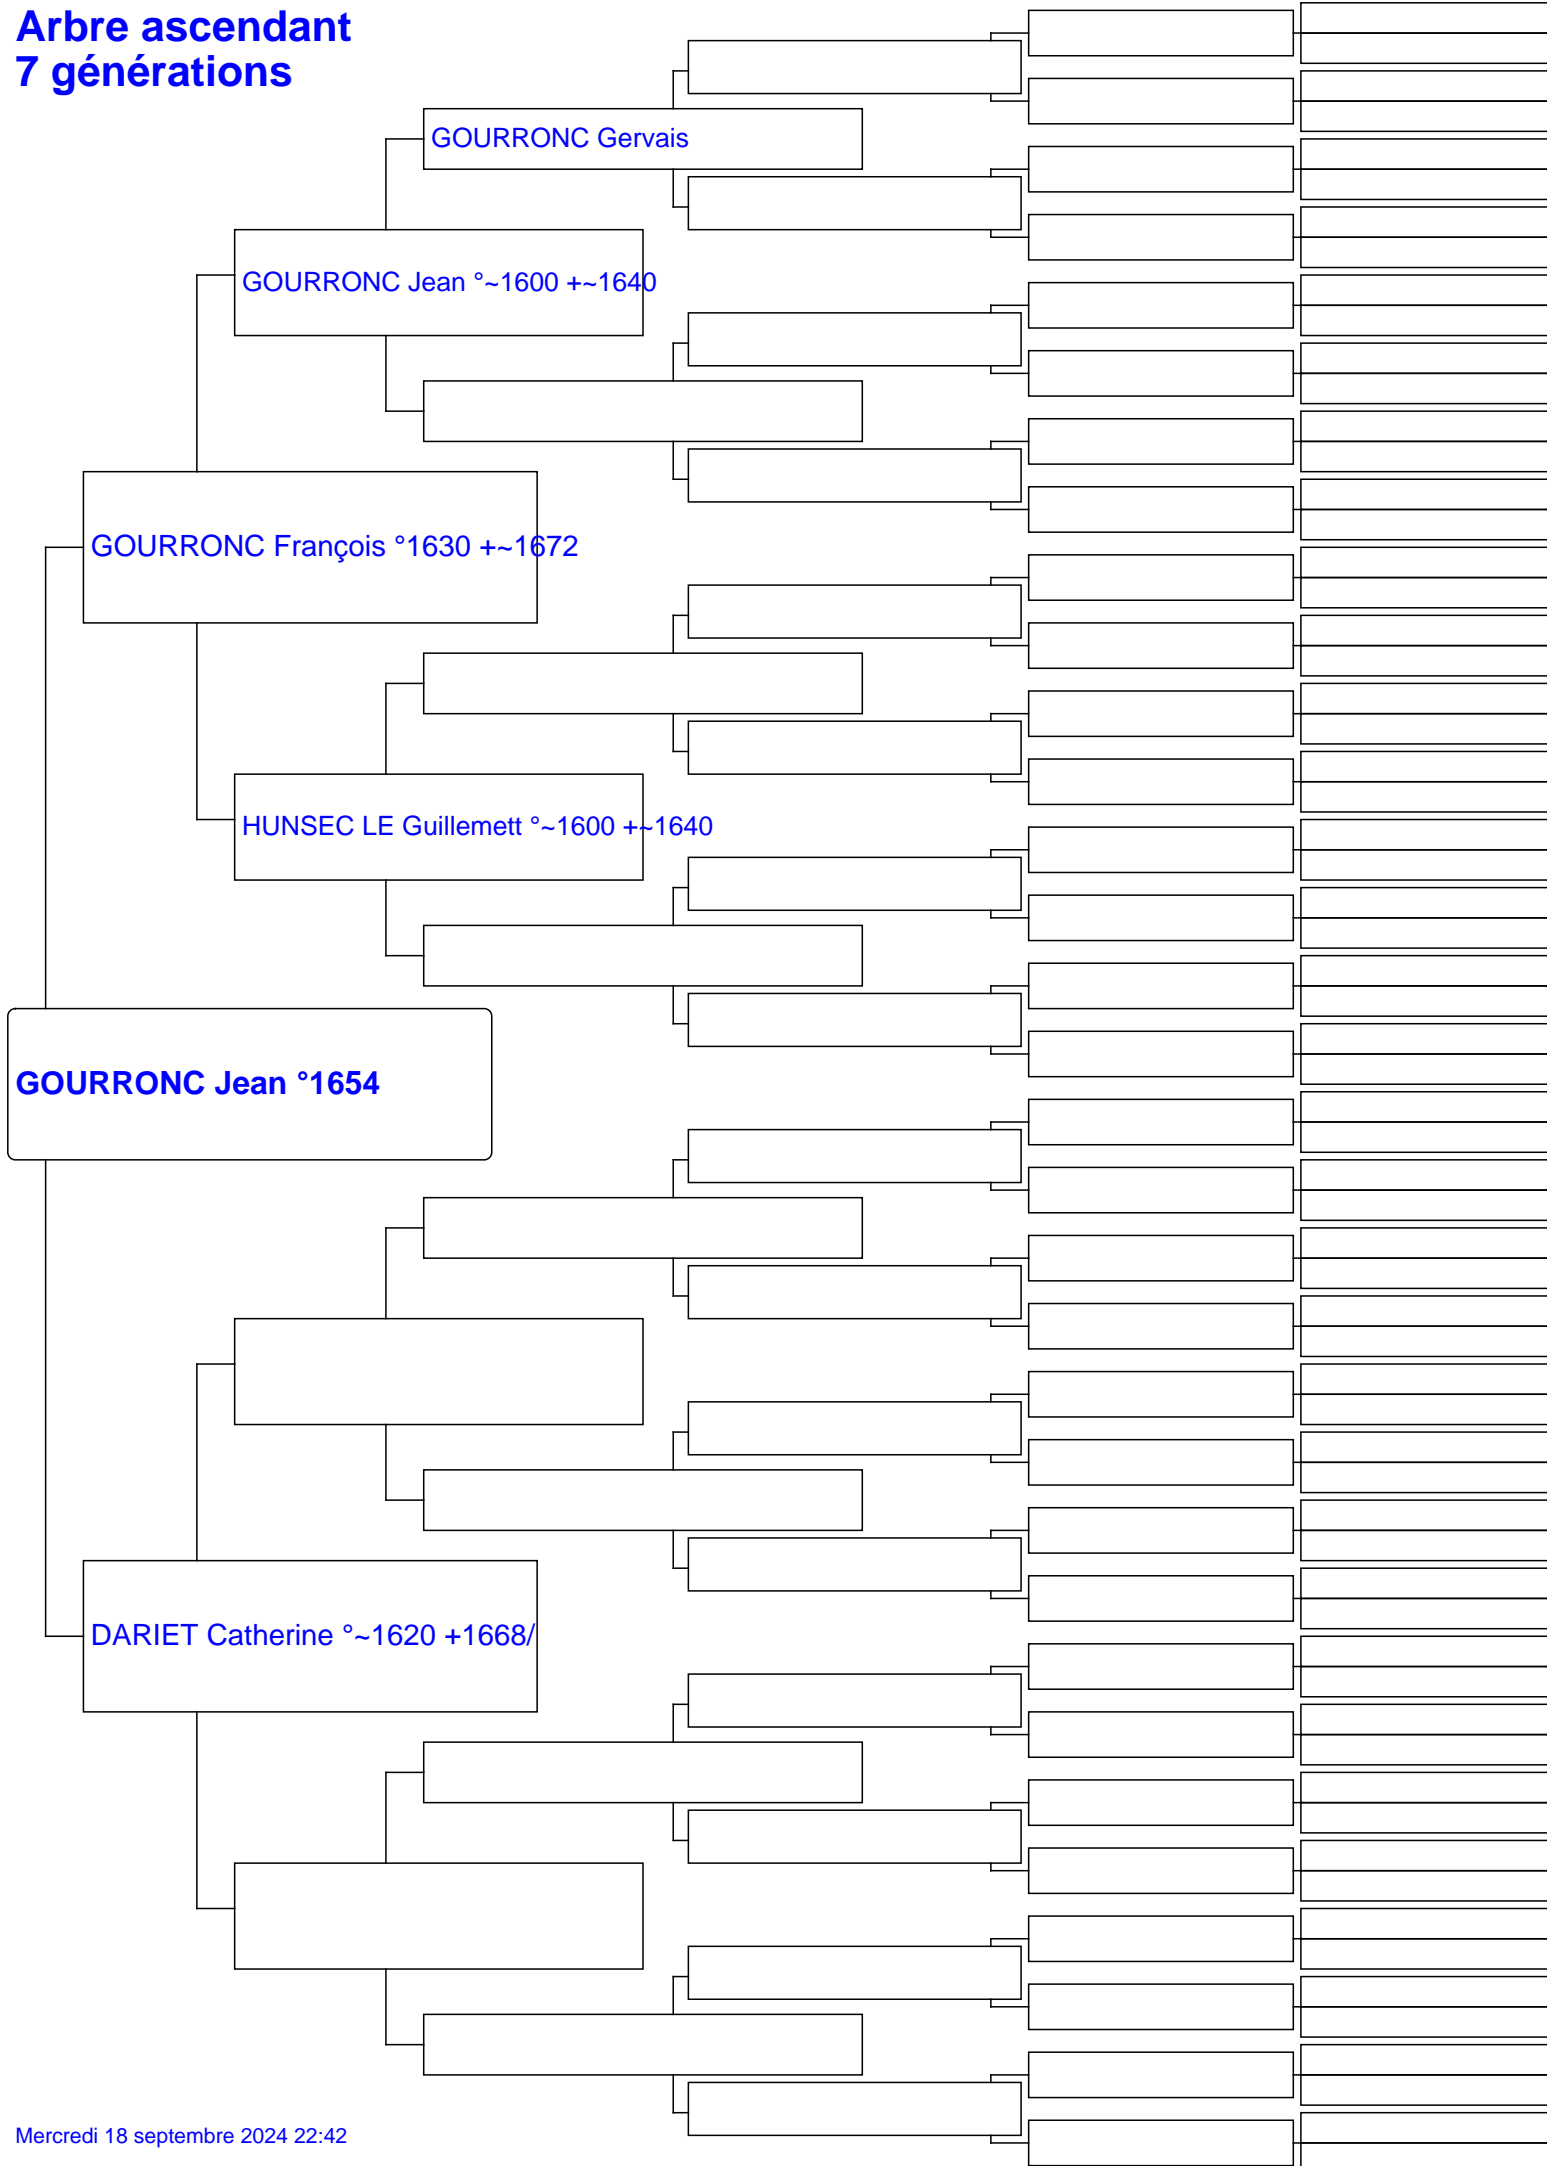 Arbre ascendant
7 générations
GOURRONC Gervais
GOURRONC Jean °~1600 +~1640
GOURRONC François °1630 +~1672
HUNSEC LE Guillemett °~1600 +~1640
GOURRONC Jean °1654
DARIET Catherine °~1620 +1668/
Mercredi 18 septembre 2024 22:42